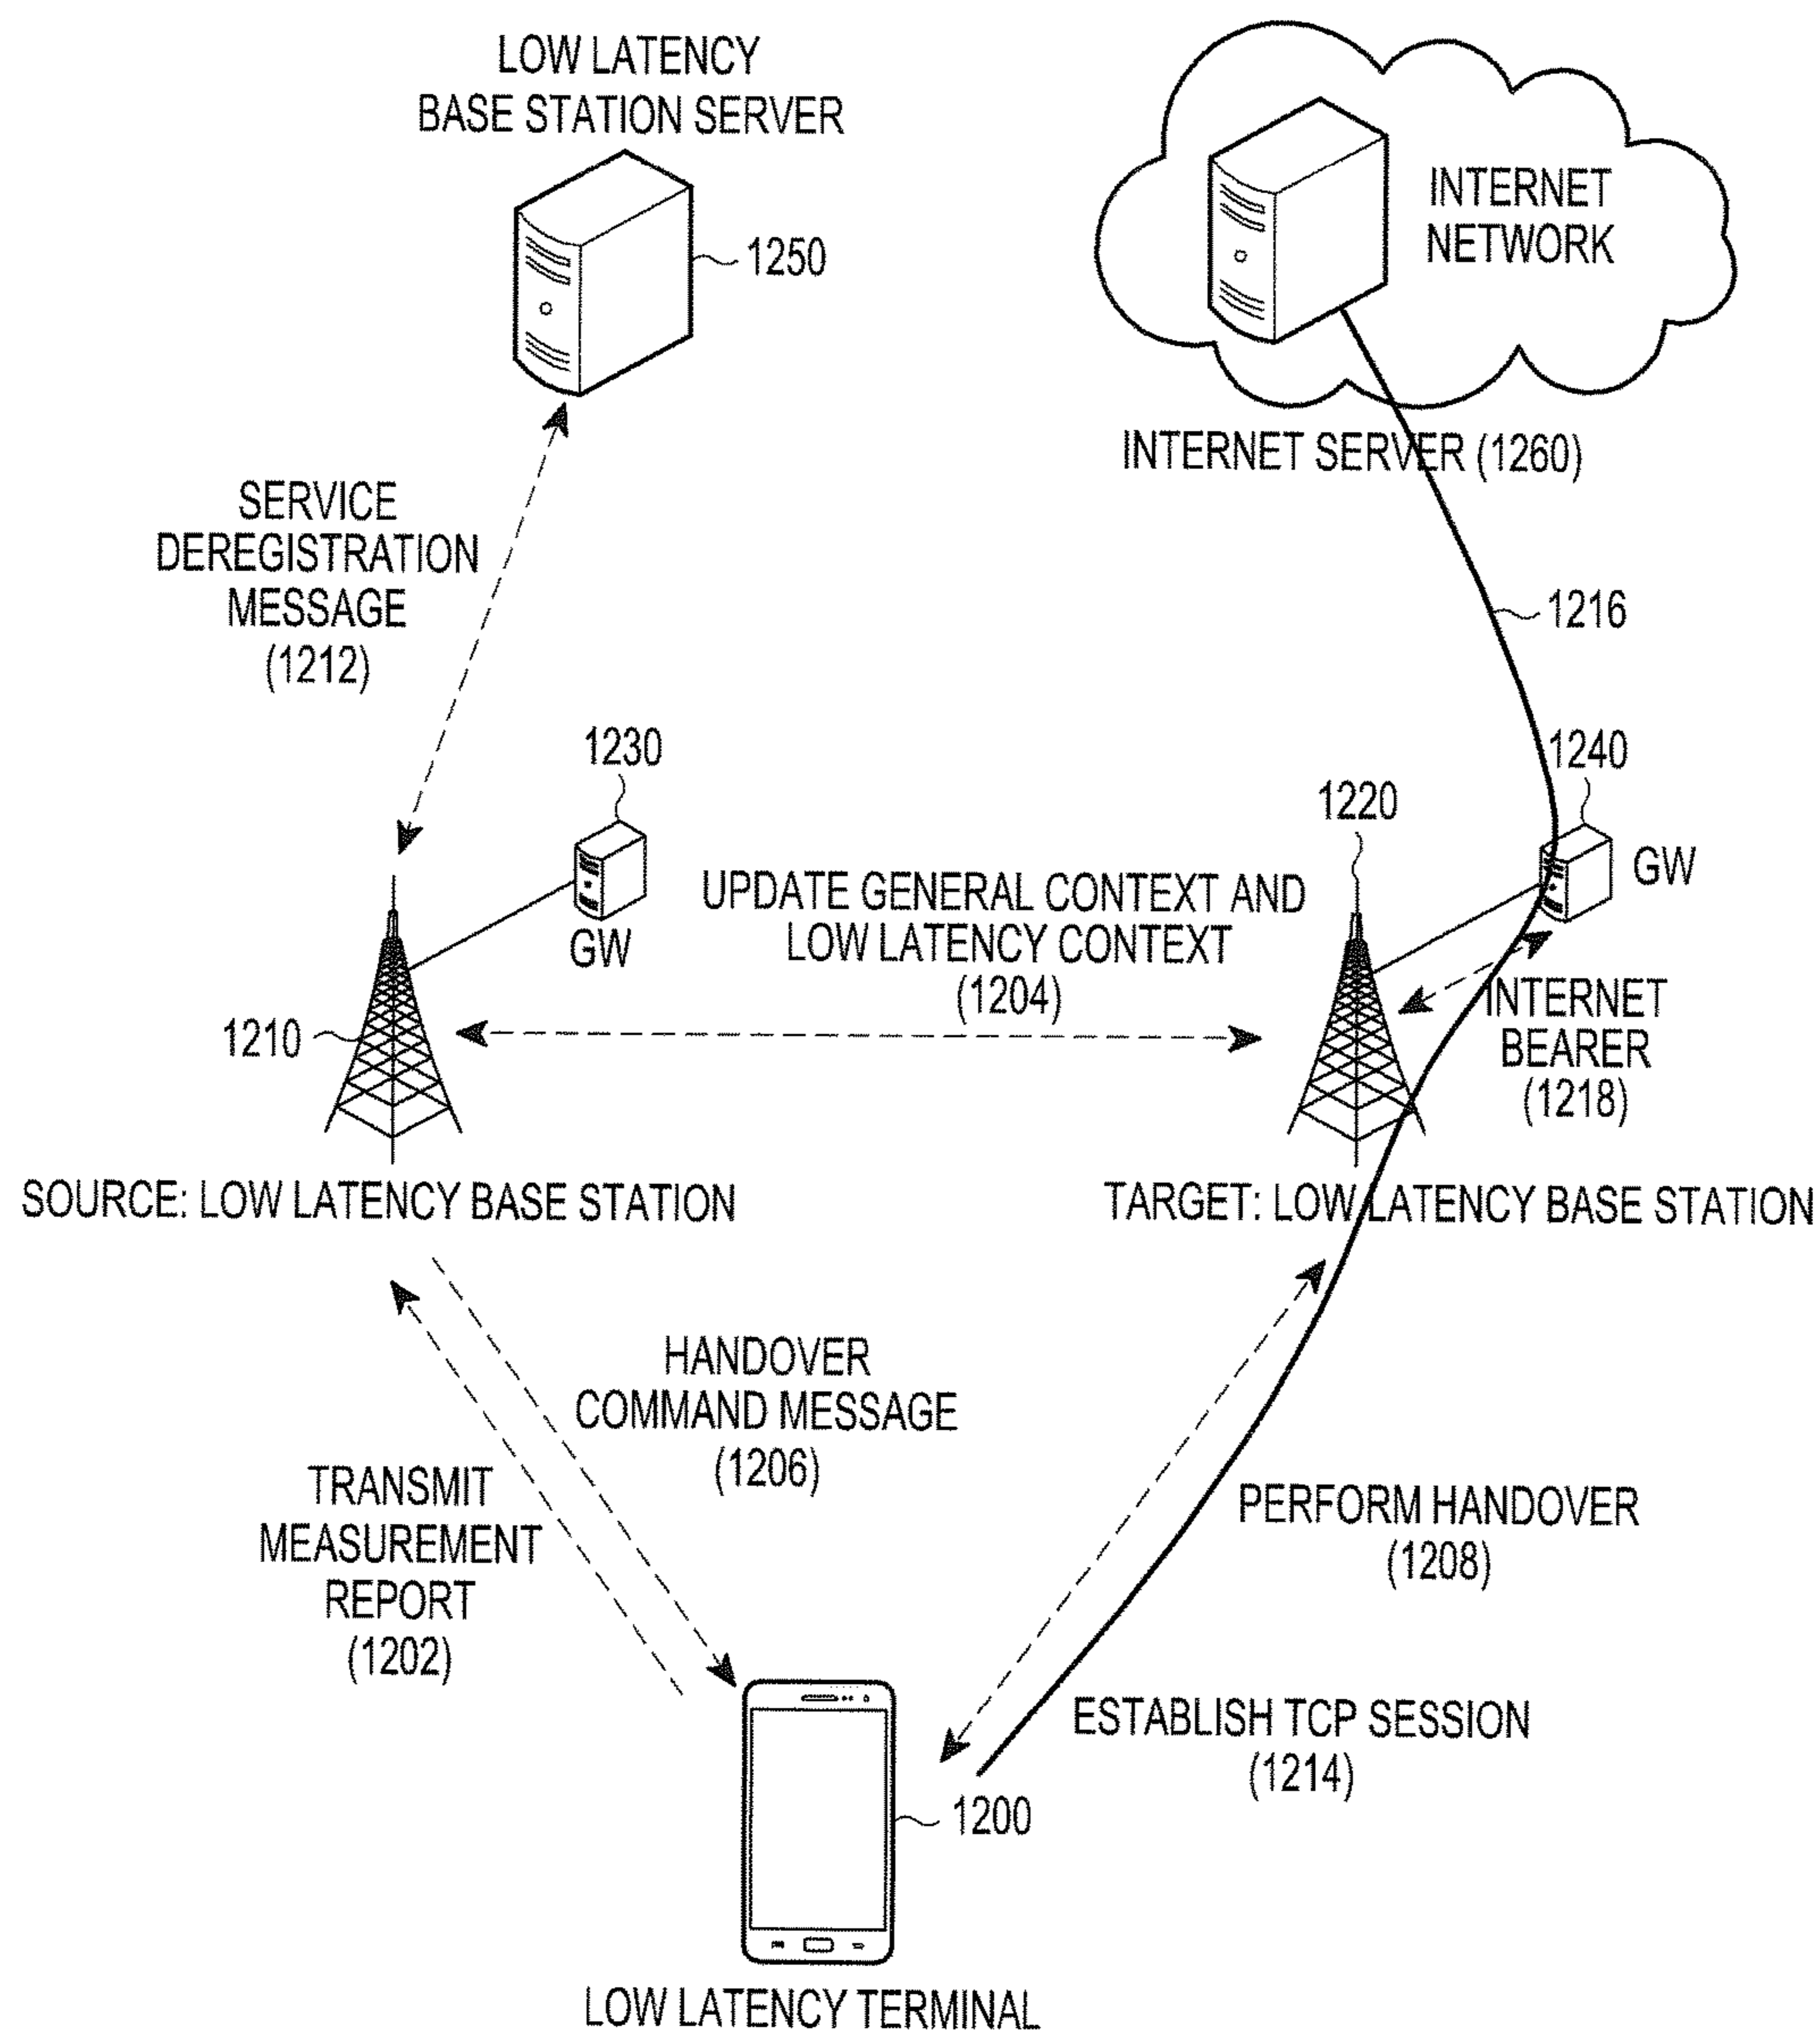 LOW LATENCY
BASE STATION SERVER
1250
INTERNET
NETWORK
INTERNET SERVER (1260)
SERVICE
DEREGISTRATION
MESSAGE
(1212)
1216
1230
GW
1240
1220
GW
UPDATE GENERAL CONTEXT AND
LOW LATENCY CONTEXT
(1204)
INTERNET
BEARER
(1218)
1210
SOURCE: LOW LATENCY BASE STATION
TARGET: LOW LATENCY BASE STATION
HANDOVER
COMMAND MESSAGE
(1206)
TRANSMIT
MEASUREMENT
REPORT
(1202)
PERFORM HANDOVER
(1208)
ESTABLISH TCP SESSION
(1214)
1200
LOW LATENCY TERMINAL